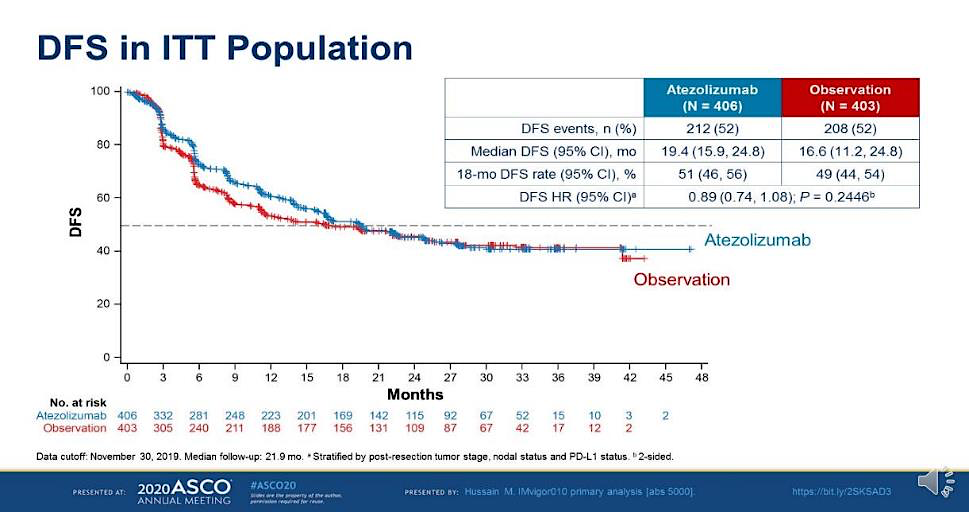 DFS in ITT Population
Atezolizumab (N = 406)
Observation (N = 403)
DFS events, n (%) 212 (52) 208 (52)
Median DFS (95% CI), mo 19.4 (15.9, 24.8) 16.6 (11.2, 24.8)
18-mo DFS rate (95% CI), % 51 (46, 56) 49 (44, 54)
DFS HR (95% CI)ᵃ 0.89 (0.74, 1.08); P = 0.2446ᵇ
DFS
100
80
60
40
20
0
Atezolizumab
Observation
0 3 6 9 12 15 18 21 24 27 30 33 36 39 42 45 48
Months
No. at risk
Atezolizumab 406 332 281 248 223 201 169 142 115 92 67 52 15 10 3 2
Observation 403 305 240 211 188 177 156 131 109 87 67 42 17 12 2
Data cutoff: November 30, 2019. Median follow-up: 21.9 mo. ᵃ Stratified by post-resection tumor stage, nodal status and PD-L1 status. ᵇ 2-sided.
PRESENTED AT: 2020 ASCO ANNUAL MEETING
#ASCO20
Slides are the property of the author, permission required for reuse.
PRESENTED BY: Hussain M. IMvigor010 primary analysis [abs 5000].
https://bit.ly/2SKSAD3